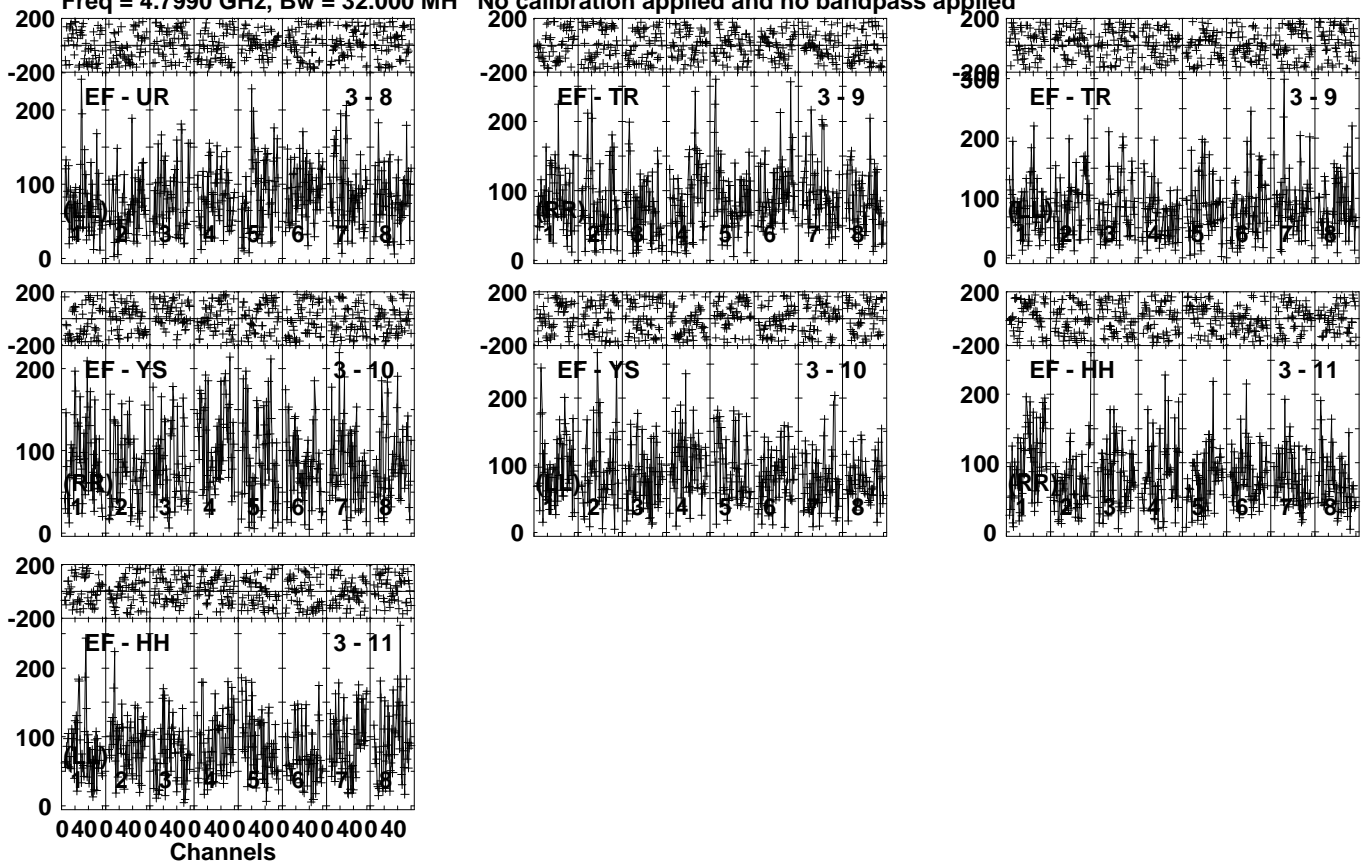 Freq = 4.7990 GHz, Bw = 32.000 MH No calibration applied and no bandpass applied
200
-200
200
100
0
EF - UR 3 - 8
(LL)
1 2 3 4 5 6 7 8
200
-200
200
100
0
EF - TR 3 - 9
(RR)
1 2 3 4 5 6 7 8
200
-200
300
200
100
0
EF - TR 3 - 9
(LL)
1 2 3 4 5 6 7 8
200
-200
200
100
0
EF - YS 3 - 10
(RR)
1 2 3 4 5 6 7 8
200
-200
200
100
0
EF - YS 3 - 10
(LL)
1 2 3 4 5 6 7 8
200
-200
200
100
0
EF - HH 3 - 11
(RR)
1 2 3 4 5 6 7 8
200
-200
200
100
0
EF - HH 3 - 11
(LL)
1 2 3 4 5 6 7 8
0 40 0 40 0 40 0 40 0 40 0 40 0 40 0 40
Channels